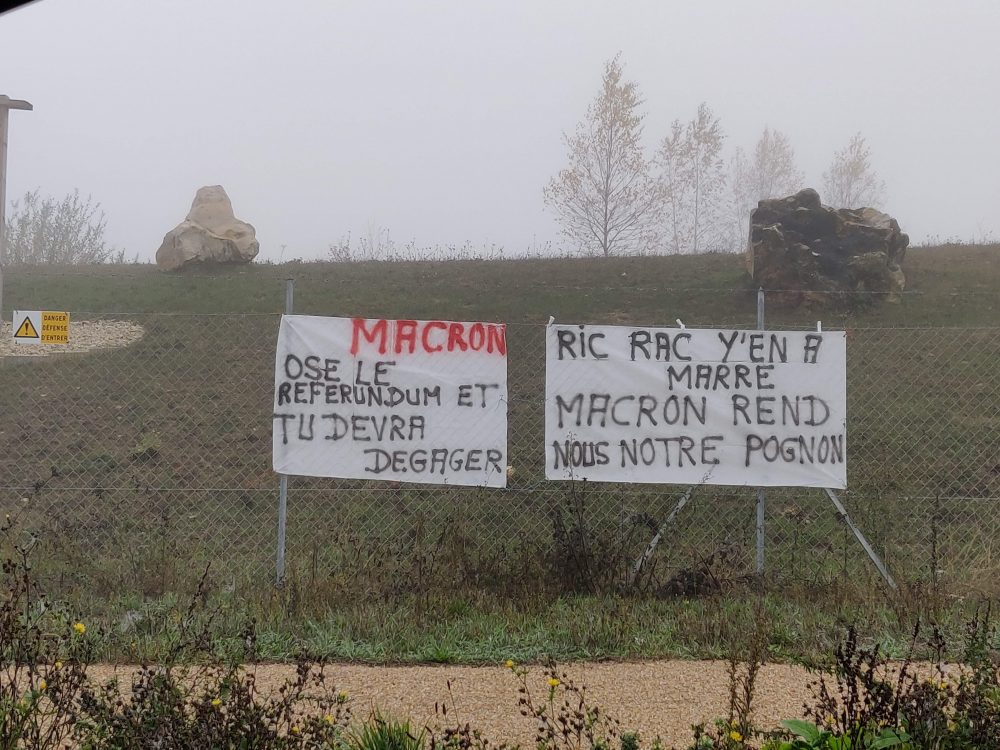 DANGER
DÉFENSE
D'ENTRER
MACRON
OSE LE
REFERUNDUM ET
TU DEVRA
DEGAGER
RIC RAC Y'EN A
MARRE
MACRON REND
NOUS NOTRE POGNON